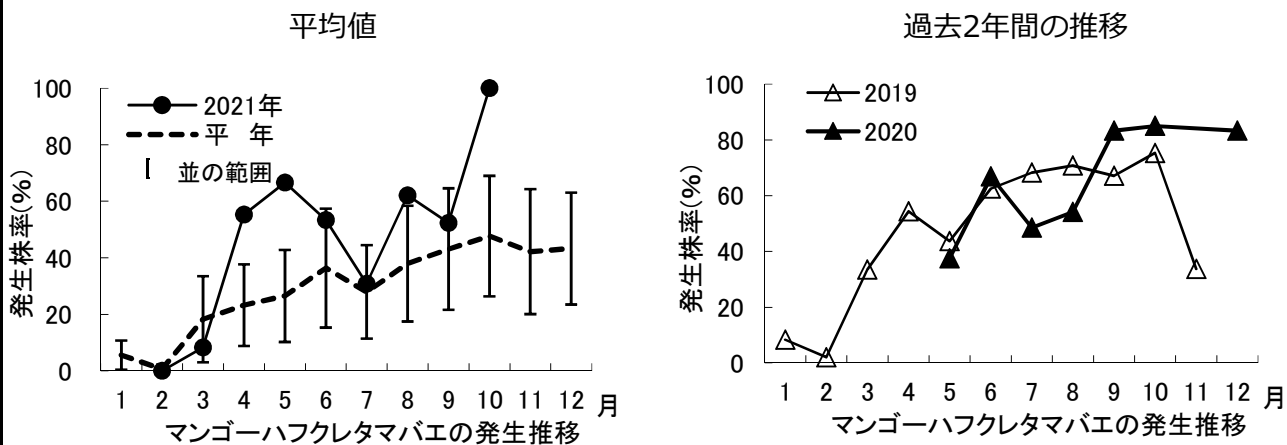 平均値
100
80
60
40
20
0
発生株率(%)
2021年
平　年
並の範囲
1 2 3 4 5 6 7 8 9 10 11 12 月
マンゴーハフクレタマバエの発生推移
過去2年間の推移
100
80
60
40
20
0
発生株率(%)
2019
2020
1 2 3 4 5 6 7 8 9 10 11 12 月
マンゴーハフクレタマバエの発生推移